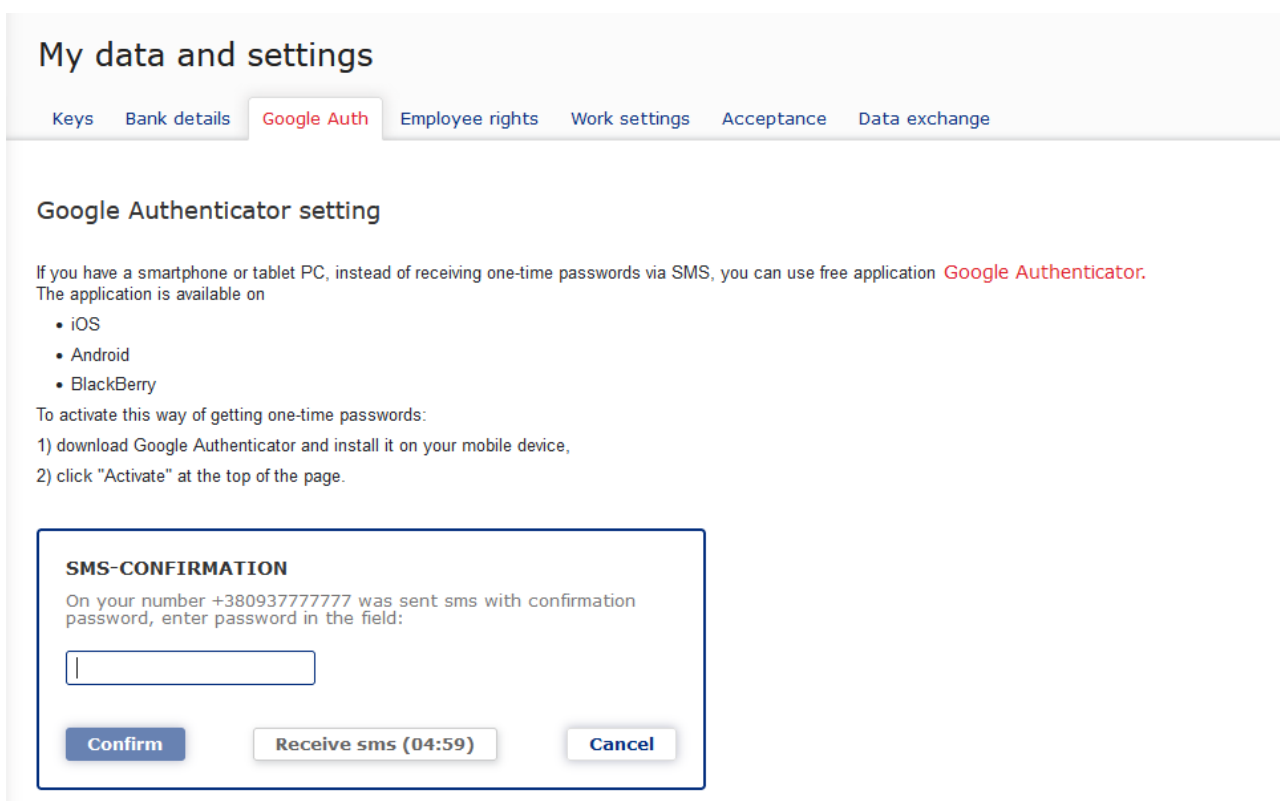 My data and settings
Keys Bank details Google Auth Employee rights Work settings Acceptance Data exchange
Google Authenticator setting
If you have a smartphone or tablet PC, instead of receiving one-time passwords via SMS, you can use free application Google Authenticator.
The application is available on
• iOS
• Android
• BlackBerry
To activate this way of getting one-time passwords:
1) download Google Authenticator and install it on your mobile device,
2) click "Activate" at the top of the page.
SMS-CONFIRMATION
On your number +380937777777 was sent sms with confirmation
password, enter password in the field:
Confirm Receive sms (04:59) Cancel